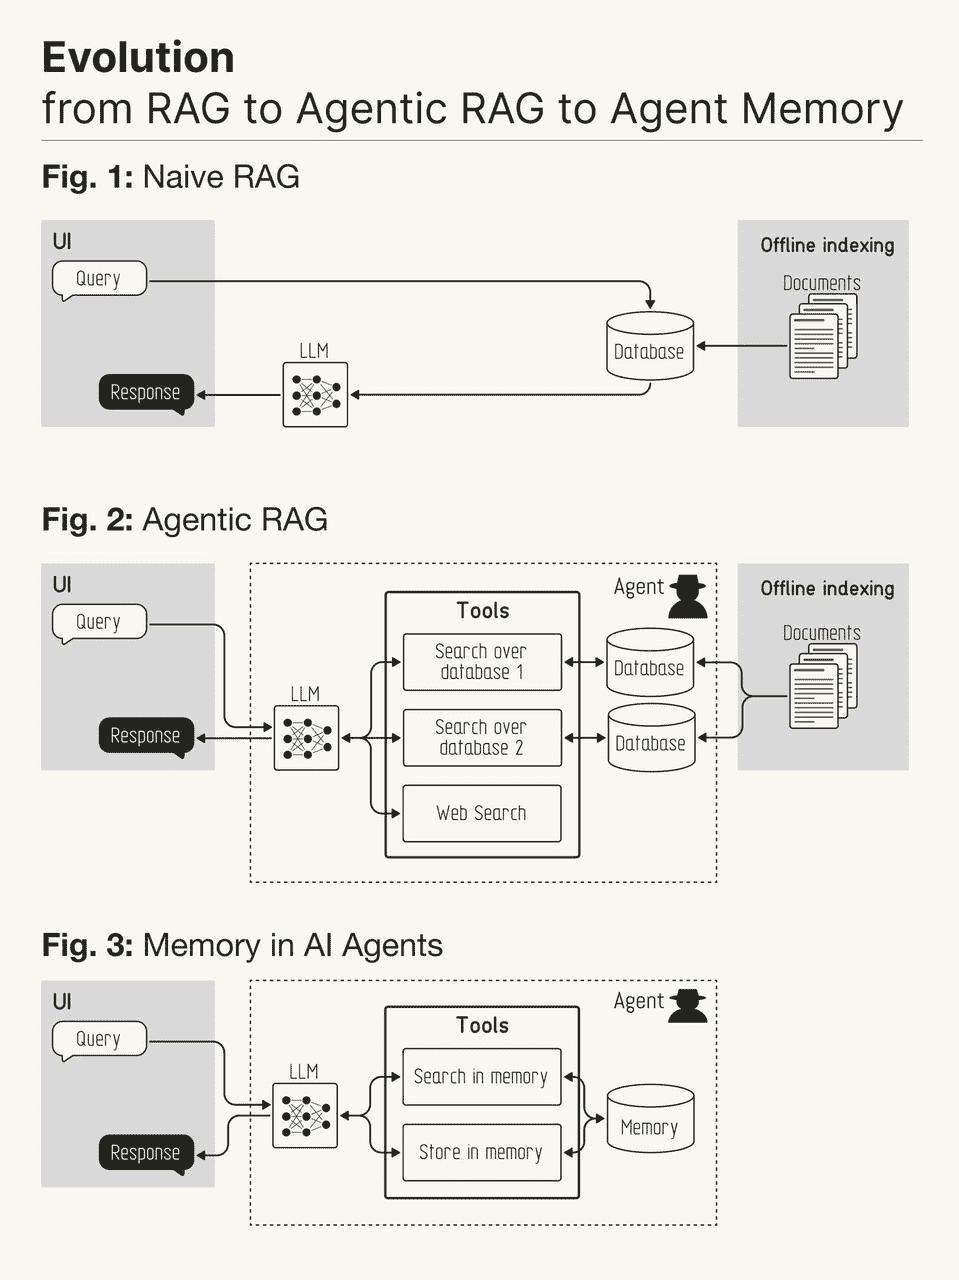 Evolution
from RAG to Agentic RAG to Agent Memory
Fig. 1: Naive RAG
UI
Query
Response
LLM
Database
Offline indexing
Documents
Fig. 2: Agentic RAG
UI
Query
Response
LLM
Tools
Search over
database 1
Search over
database 2
Web Search
Agent
Database
Database
Offline indexing
Documents
Fig. 3: Memory in AI Agents
UI
Query
Response
LLM
Tools
Search in memory
Store in memory
Agent
Memory